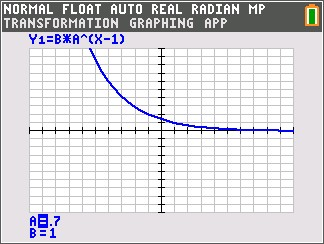 NORMAL FLOAT AUTO REAL RADIAN MP
TRANSFORMATION GRAPHING APP
Y1=B*A^(X-1)
A=.7
B=1